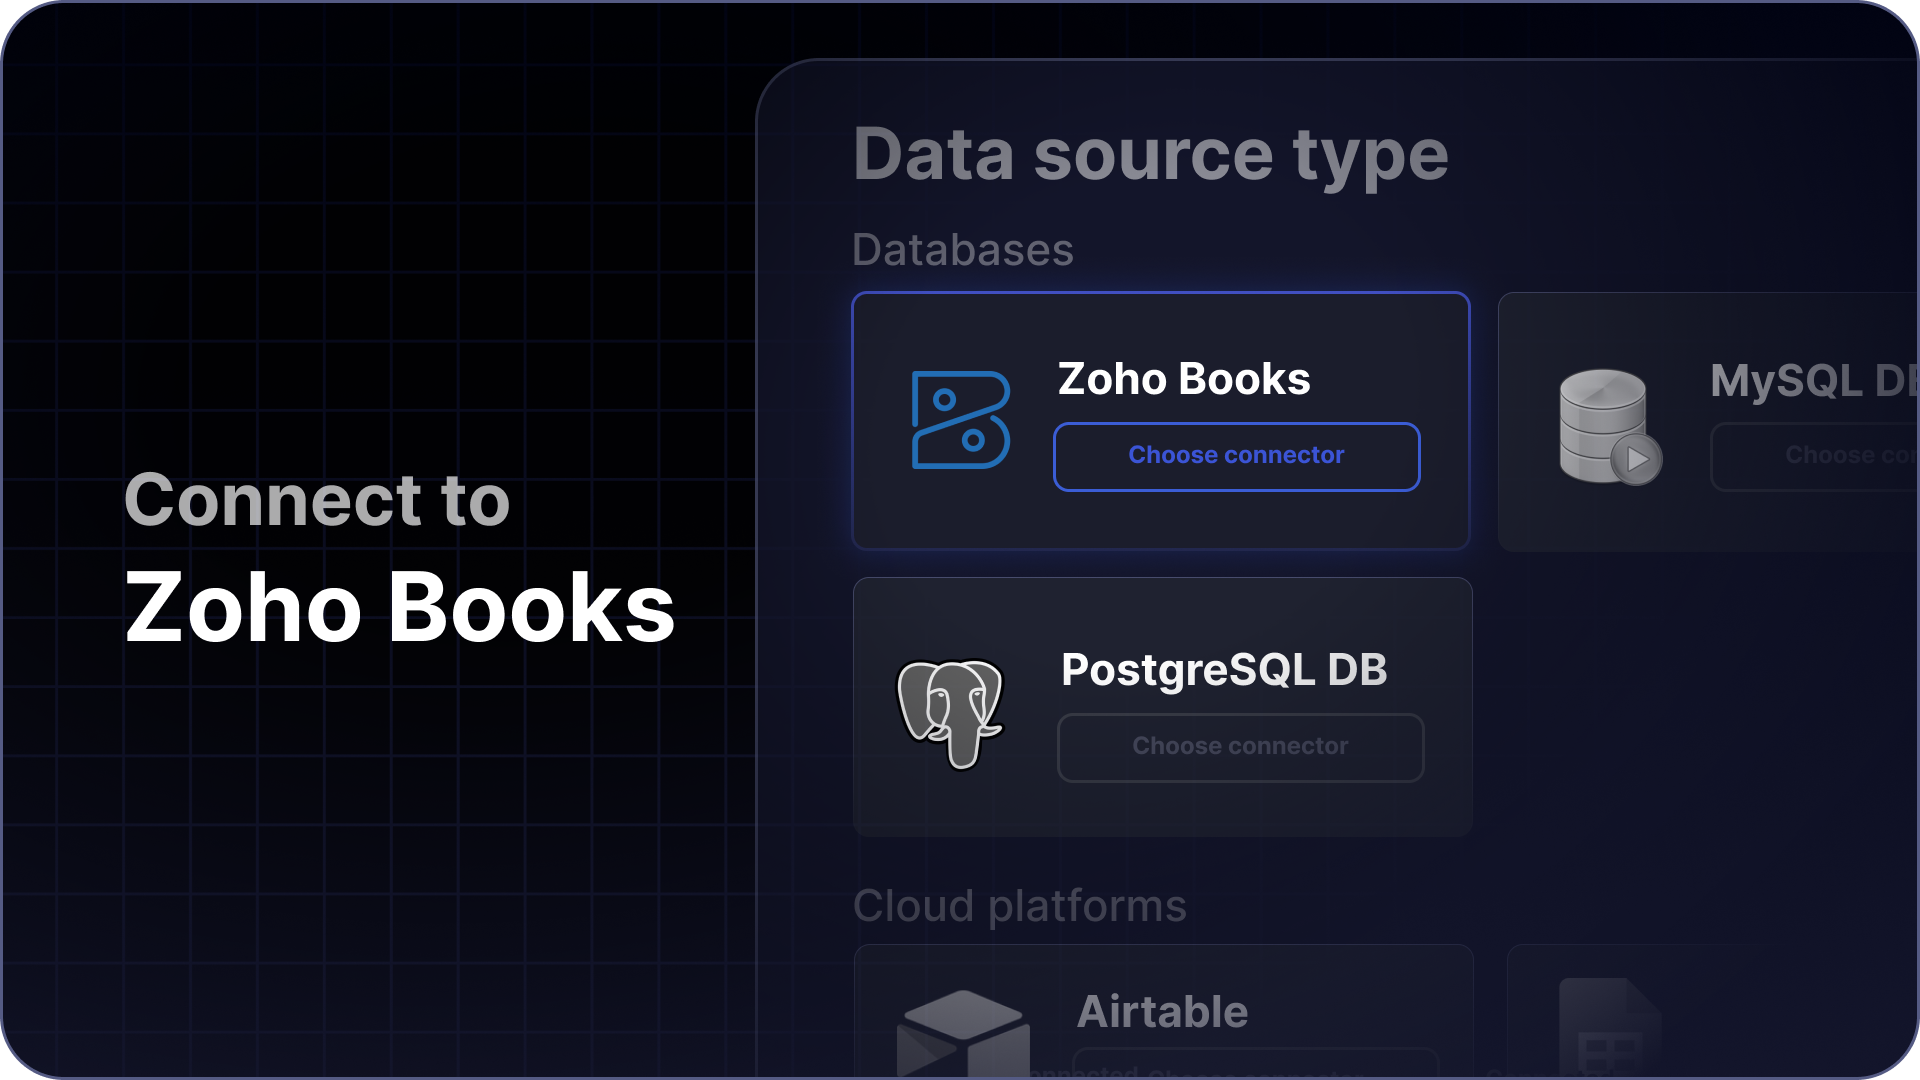 Connect to
Zoho Books
Data source type
Databases
Zoho Books
Choose connector
MySQL
Choose
PostgreSQL DB
Choose connector
Cloud platforms
Airtable